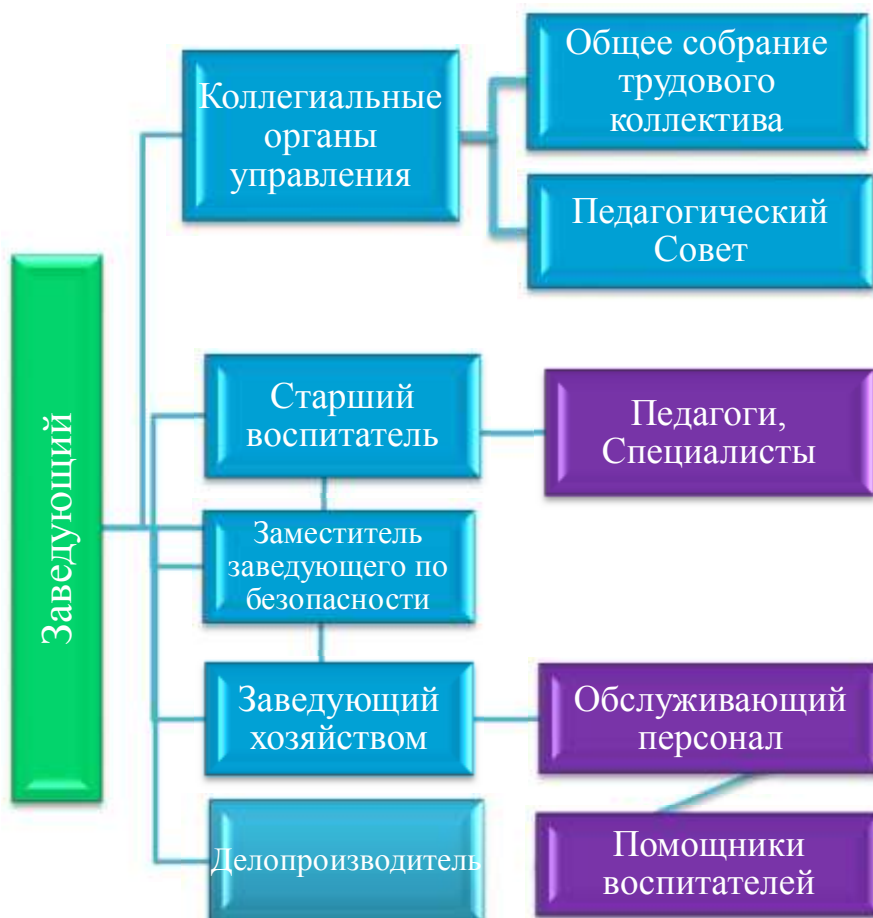 Заведующий
Коллегиальные
органы
управления
Общее собрание
трудового
коллектива
Педагогический
Совет
Старший
воспитатель
Педагоги,
Специалисты
Заместитель
заведующего по
безопасности
Заведующий
хозяйством
Обслуживающий
персонал
Делопроизводитель
Помощники
воспитателей